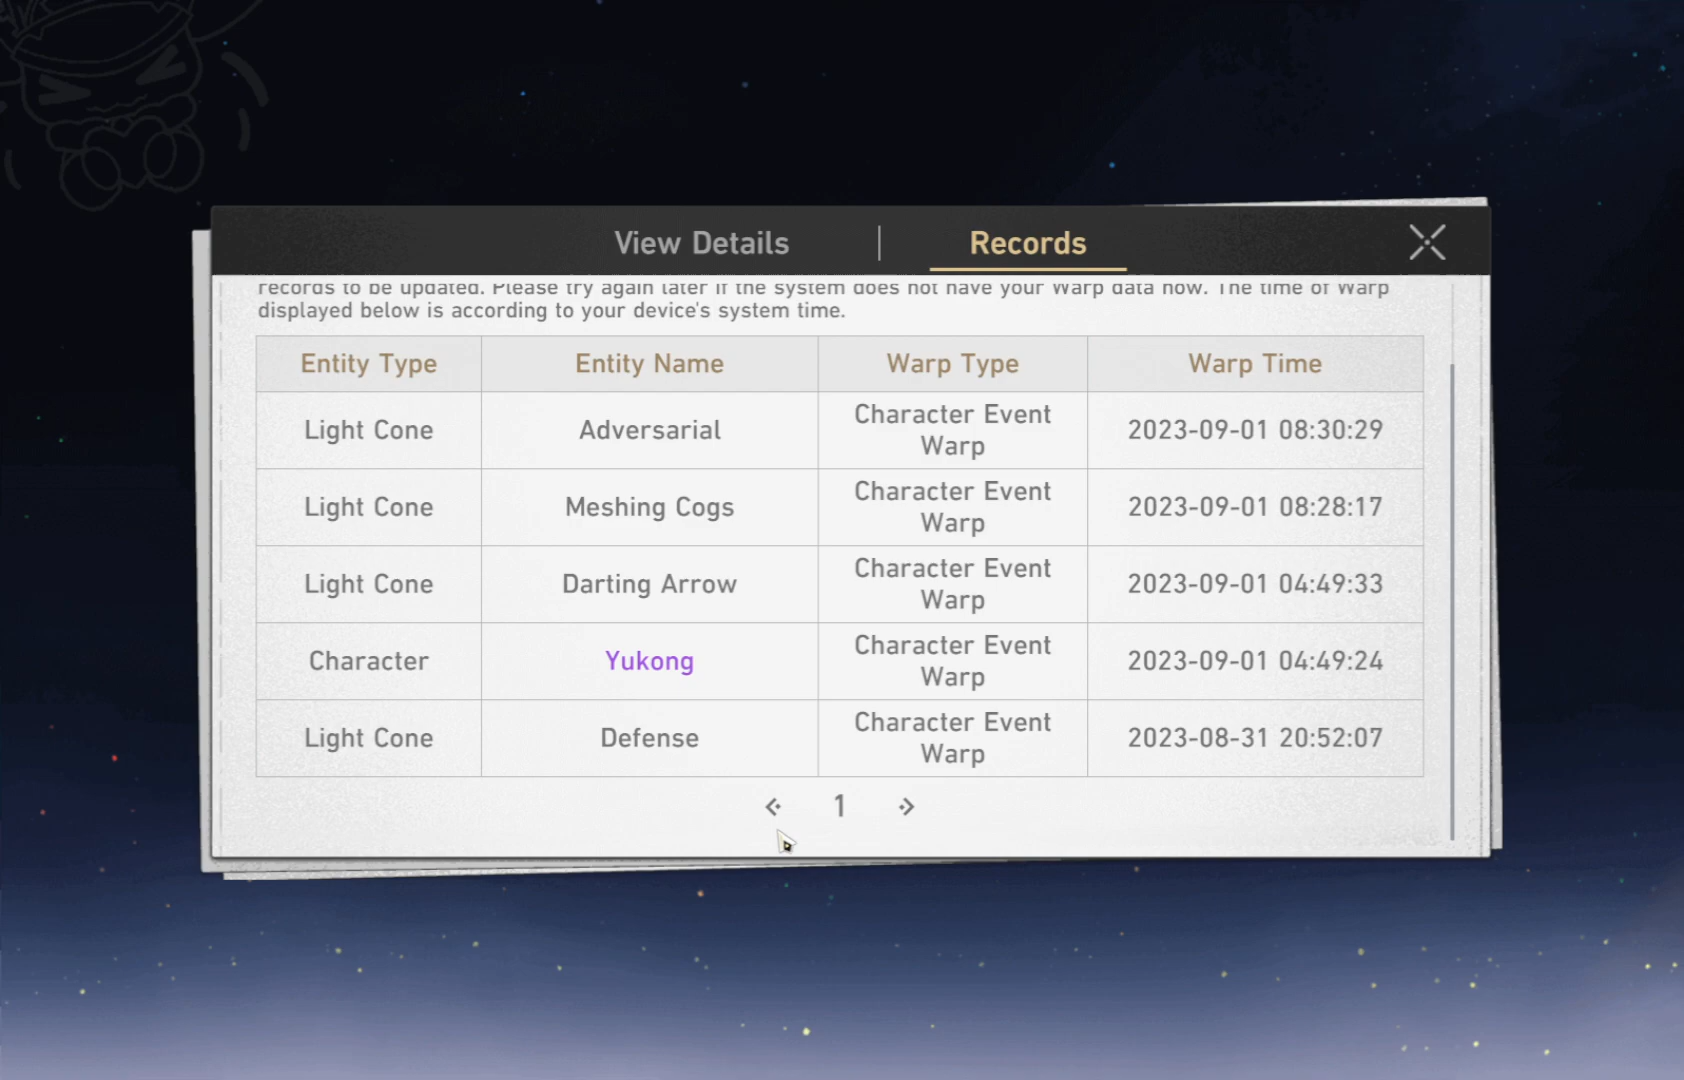 View Details
Records
records to be updated. Please try again later if the system does not have your Warp data now. The time of Warp
displayed below is according to your device's system time.
Entity Type Entity Name Warp Type Warp Time
Light Cone Adversarial Character Event Warp 2023-09-01 08:30:29
Light Cone Meshing Cogs Character Event Warp 2023-09-01 08:28:17
Light Cone Darting Arrow Character Event Warp 2023-09-01 04:49:33
Character Yukong Character Event Warp 2023-09-01 04:49:24
Light Cone Defense Character Event Warp 2023-08-31 20:52:07
1